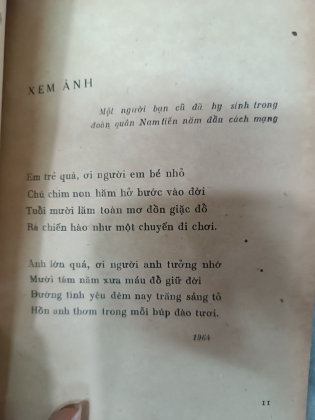 XEM ẢNH
Một người bạn cũ đã hy sinh trong
đoàn quân Nam tiến năm đầu cách mạng
Em trẻ quá, ơi người em bé nhỏ
Chú chim non hăm hở bước vào đời
Tuổi mười lăm toàn mơ dồn giặc đổ
Ra chiến hào như một chuyến đi chơi.
Anh lớn quá, ơi người anh tưởng nhớ
Mười tám năm xưa máu đổ giữ đời
Đường tình yêu đêm nay trăng sáng tỏ
Hồn anh thơm trong mỗi búp đào tươi.
1964
11